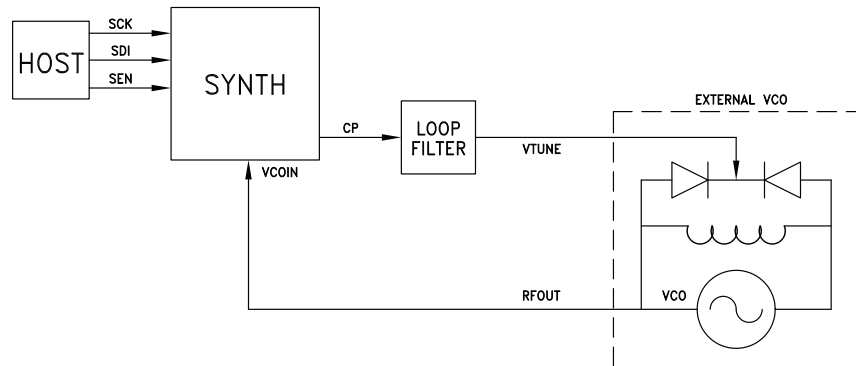 SCK
HOST
SDI
SEN
SYNTH
CP
LOOP
FILTER
VCOIN
VTUNE
EXTERNAL VCO
RFOUT
VCO